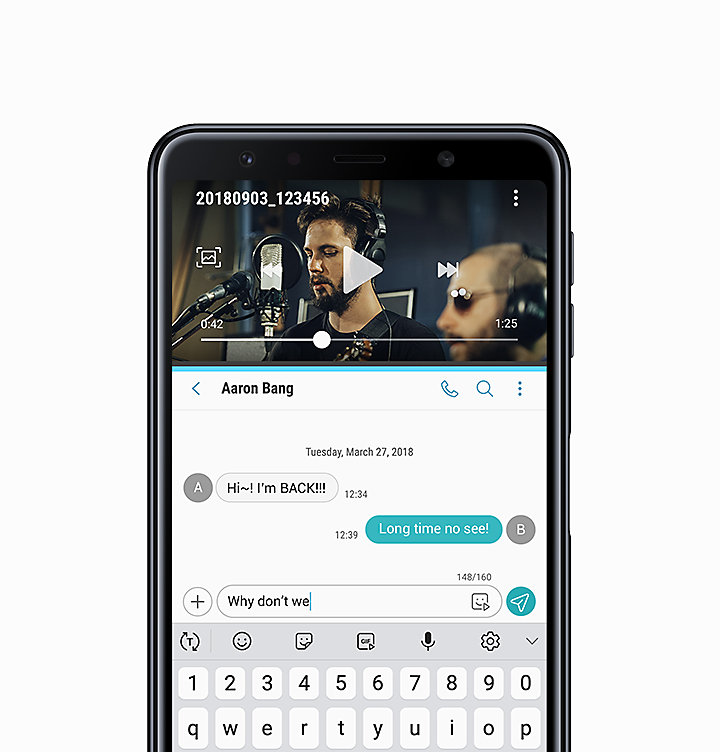 20180903_123456
0:42 1:25
Aaron Bang
Tuesday, March 27, 2018
A Hi~! I'm BACK!!! 12:34
12:39 Long time no see! B
148/160
Why don't we
T GIF
1 2 3 4 5 6 7 8 9 0
q w e r t y u i o p